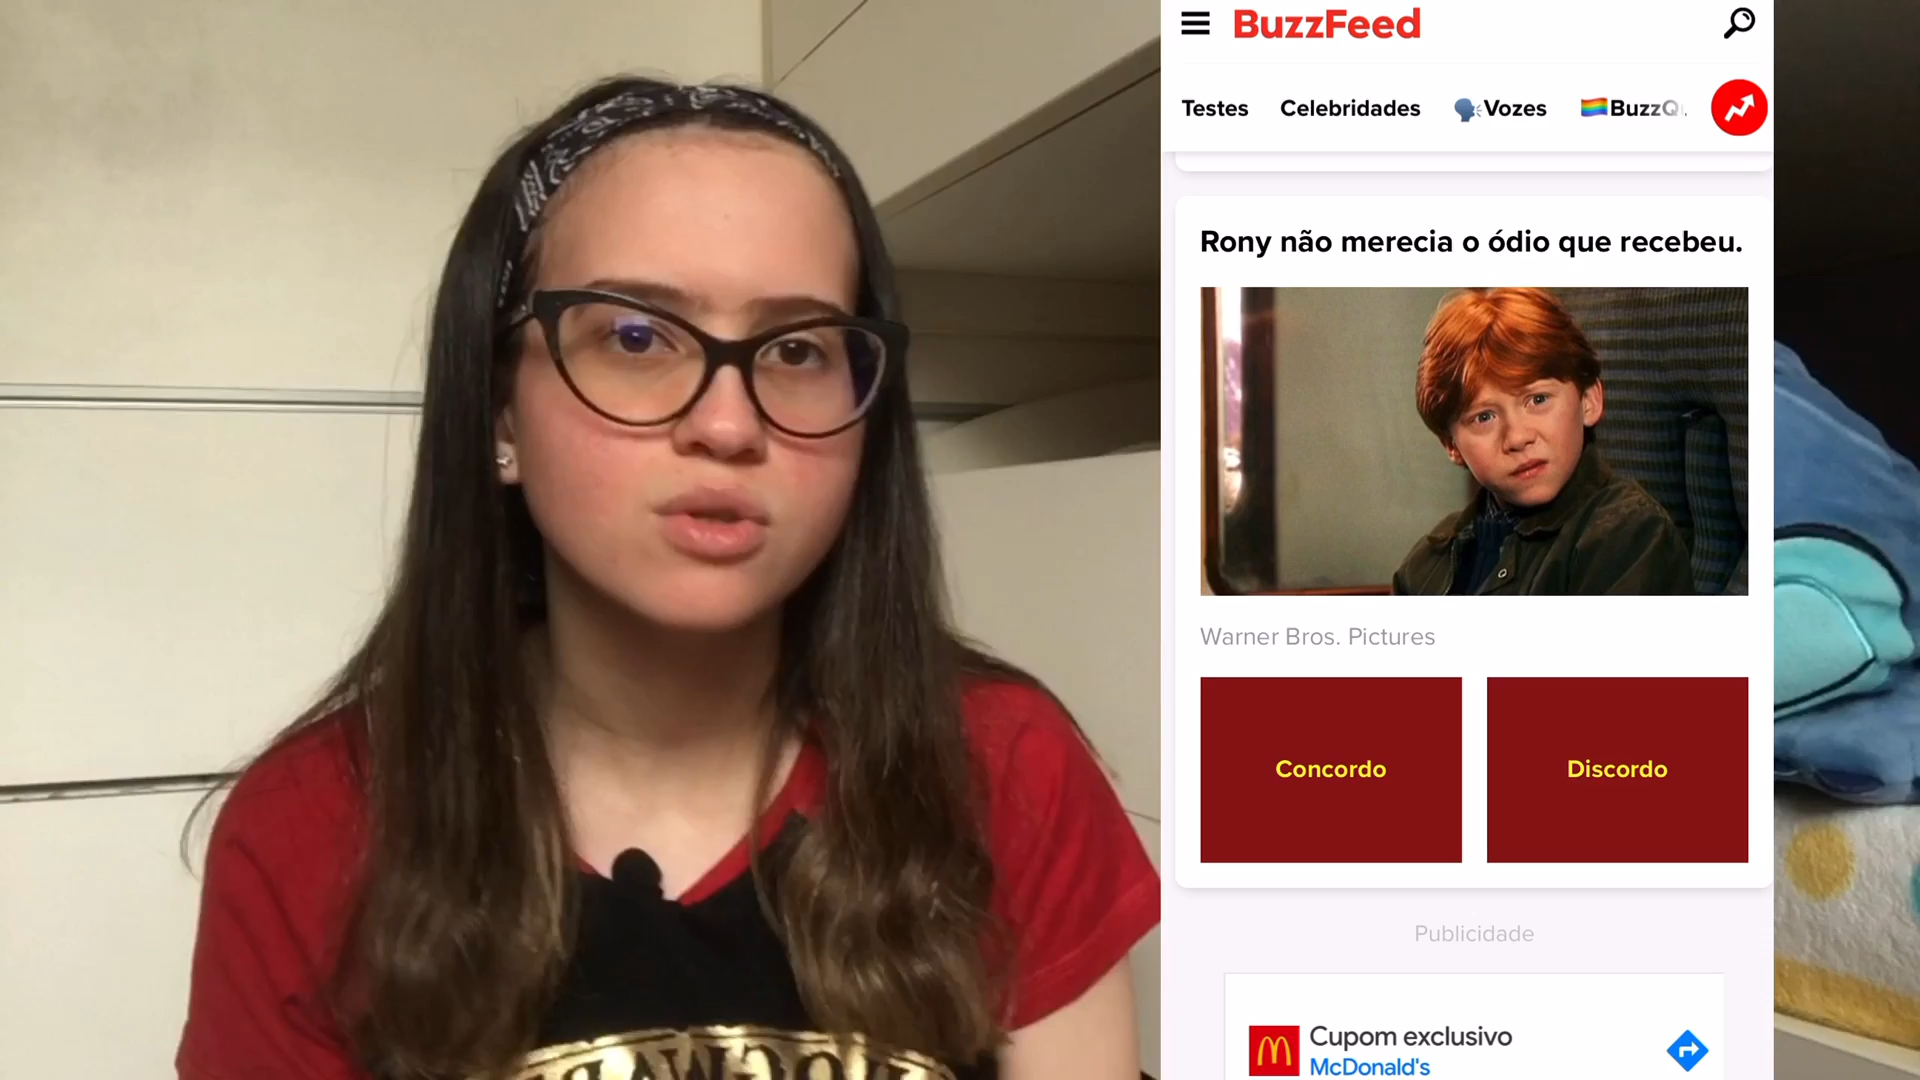 BuzzFeed
Testes Celebridades Vozes
Rony não merecia o ódio que recebeu.
Warner Bros. Pictures
Concordo Discordo
Publicidade
Cupom exclusivo
McDonald's